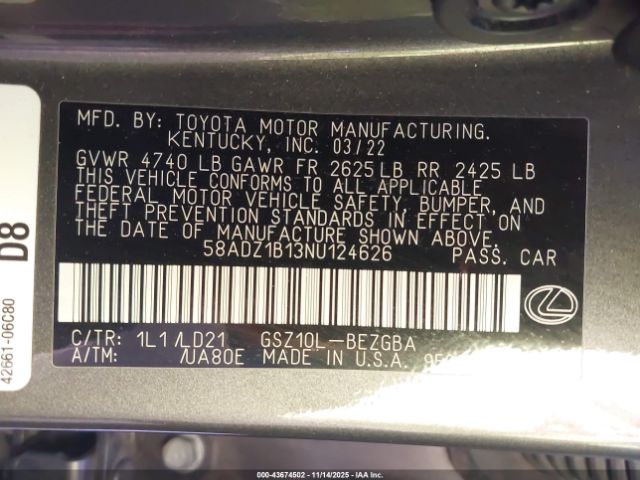 MFD. BY: TOYOTA MOTOR MANUFACTURING,
KENTUCKY, INC. 03/22
GVWR 4740 LB GAWR FR 2625 LB RR 2425 LB
THIS VEHICLE CONFORMS TO ALL APPLICABLE
FEDERAL MOTOR VEHICLE SAFETY, BUMPER, AND
THEFT PREVENTION STANDARDS IN EFFECT ON
THE DATE OF MANUFACTURE SHOWN ABOVE.
58ADZ1B13NU124626 PASS. CAR
C/TR: 1L1/LD21 GSZ10L-BEZGBA
A/TM: /UA80E MADE IN U.S.A.
D8
42661-06C80
000-43674502 - 11/14/2025 - IAAI.COM